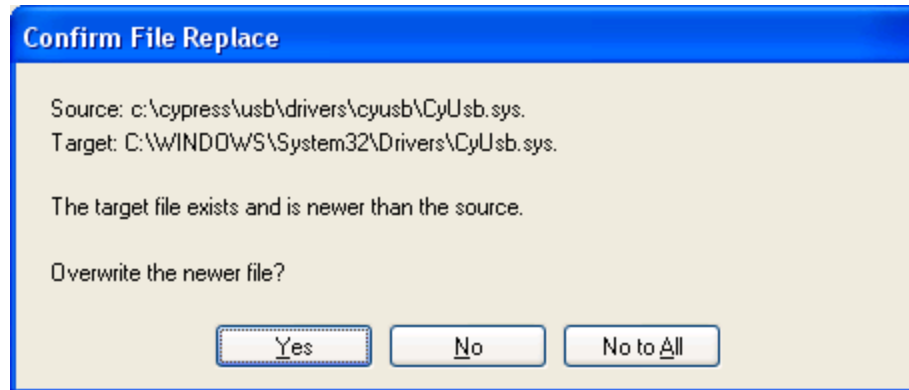 Confirm File Replace
Source: c:\cypress\usb\drivers\cyusb\CyUsb.sys.
Target: C:\WINDOWS\System32\Drivers\CyUsb.sys.
The target file exists and is newer than the source.
Overwrite the newer file?
Yes No No to All